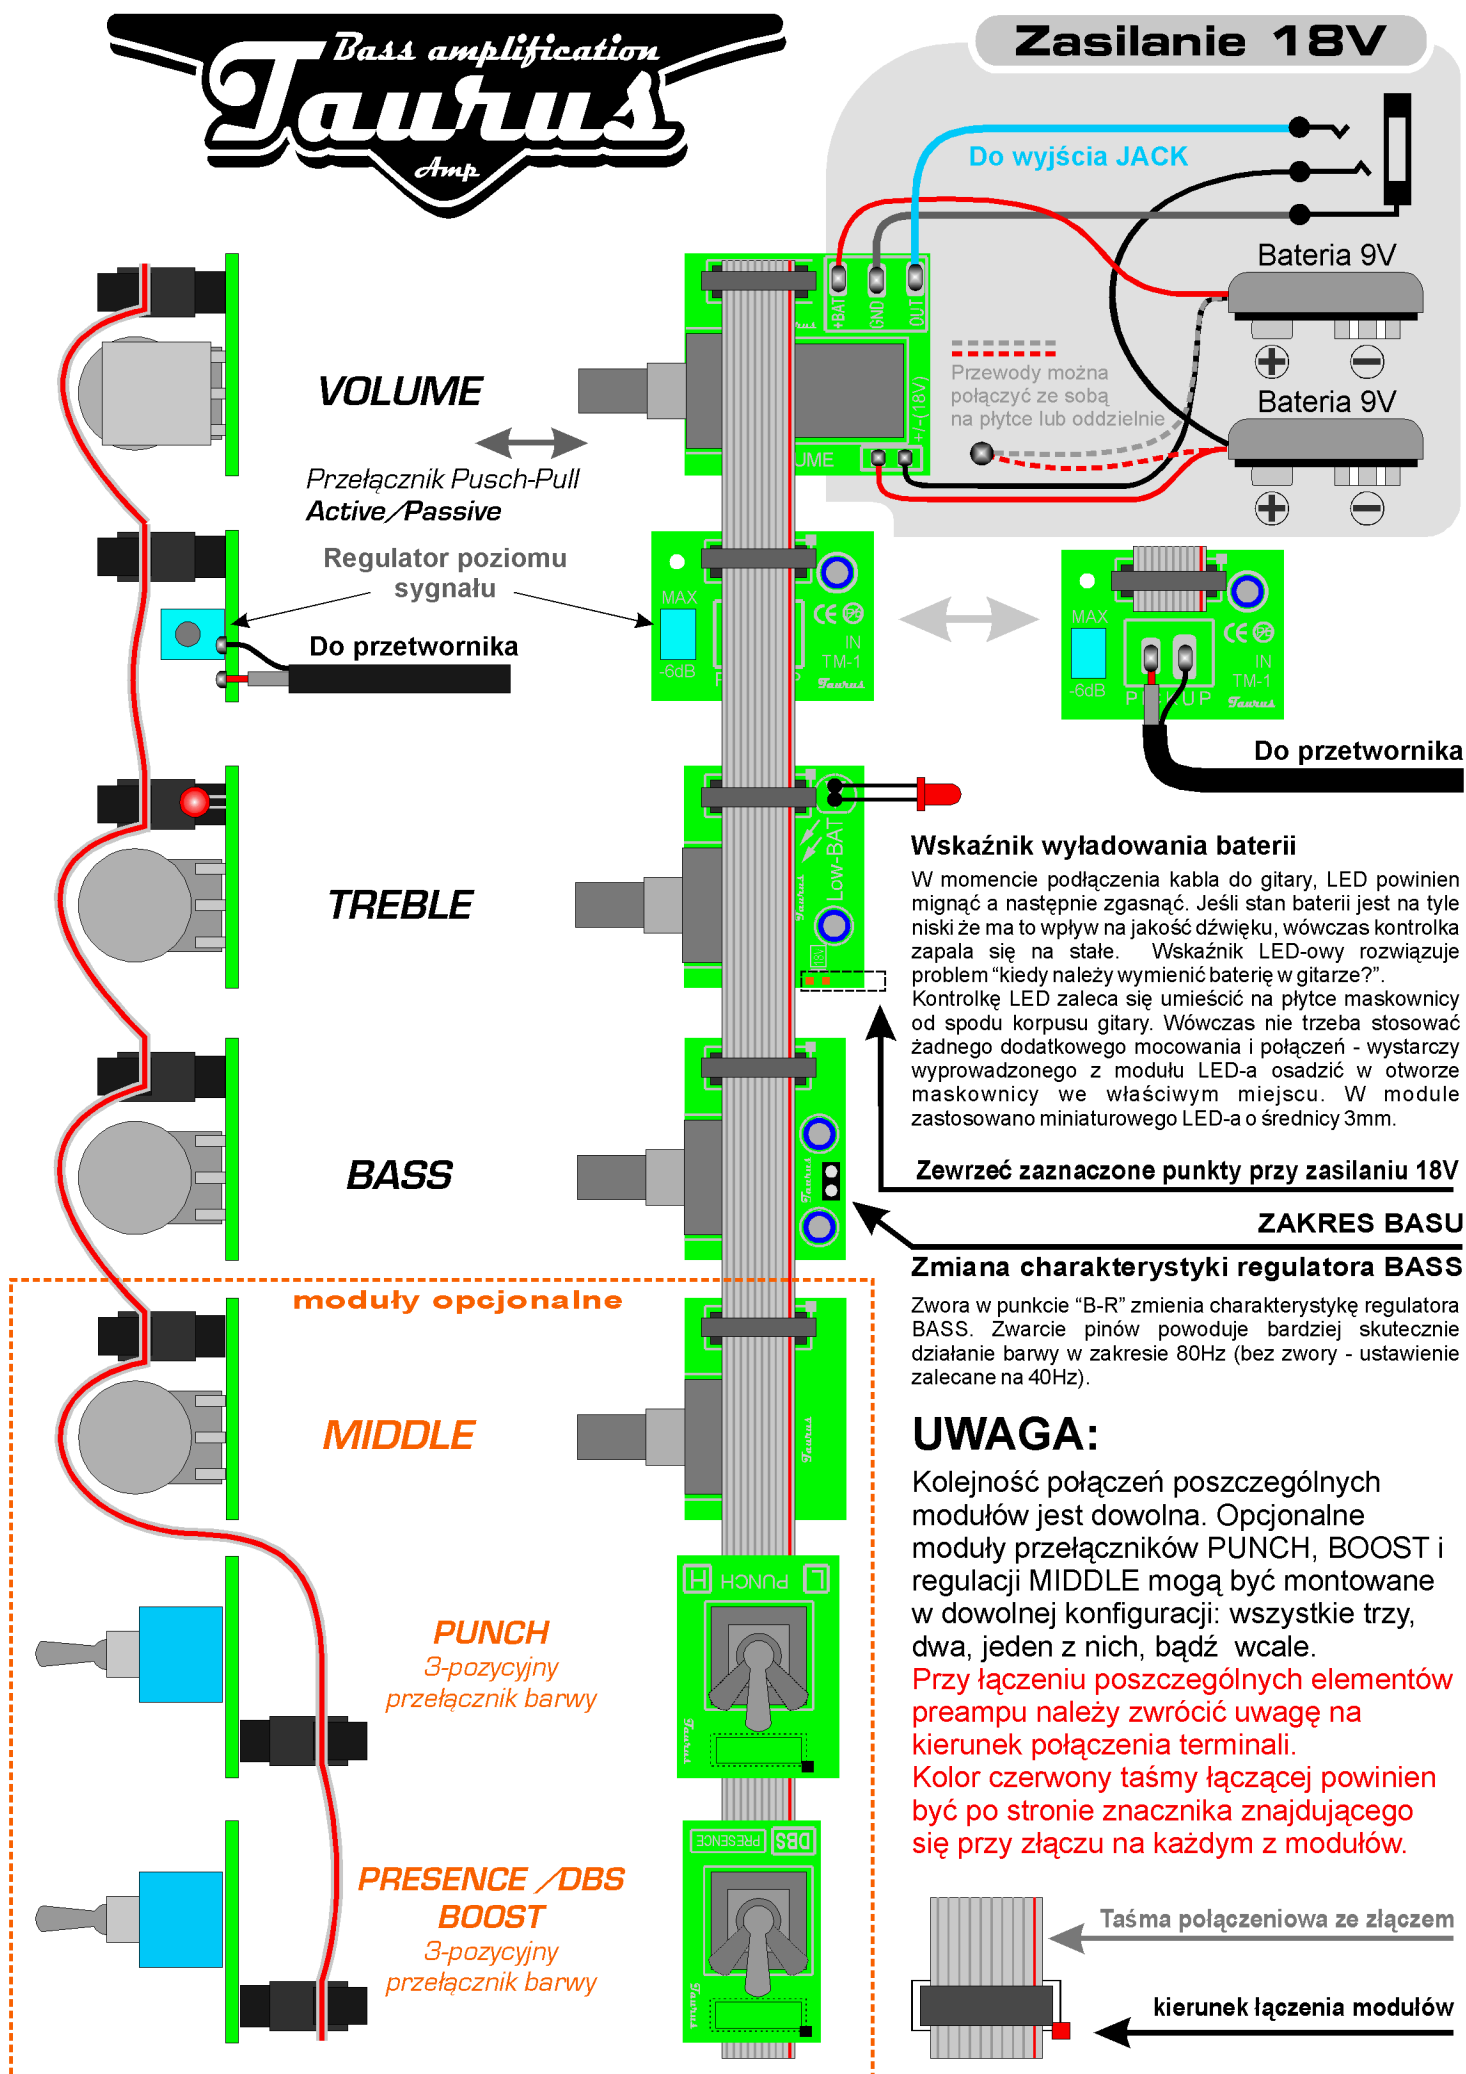 Bass amplification
Taurus
Amp
Zasilanie 18V
Do wyjścia JACK
Bateria 9V
+BAT
GND
OUT
Przewody można
połączyć ze sobą
na płytce lub oddzielnie
+/-(18V)
Bateria 9V
VOLUME
UME
Przełącznik Pusch-Pull
Active/Passive
Regulator poziomu
sygnału
Do przetwornika
MAX
-6dB
IN
TM-1
Taurus
MAX
-6dB
IN
TM-1
Taurus
P CKUP
Do przetwornika
TREBLE
Low-BAT
Taurus
18V
Wskaźnik wyładowania baterii
W momencie podłączenia kabla do gitary, LED powinien
mignąć a następnie zgasnąć. Jeśli stan baterii jest na tyle
niski że ma to wpływ na jakość dźwięku, wówczas kontrolka
zapala się na stałe. Wskaźnik LED-owy rozwiązuje
problem “kiedy należy wymienić baterię w gitarze?”.
Kontrolkę LED zaleca się umieścić na płytce maskownicy
od spodu korpusu gitary. Wówczas nie trzeba stosować
żadnego dodatkowego mocowania i połączeń - wystarczy
wyprowadzonego z modułu LED-a osadzić w otworze
maskownicy we właściwym miejscu. W module
zastosowano miniaturowego LED-a o średnicy 3mm.
Zewrzeć zaznaczone punkty przy zasilaniu 18V
BASS
Taurus
ZAKRES BASU
Zmiana charakterystyki regulatora BASS
Zwora w punkcie “B-R” zmienia charakterystykę regulatora
BASS. Zwarcie pinów powoduje bardziej skutecznie
działanie barwy w zakresie 80Hz (bez zwory - ustawienie
zalecane na 40Hz).
moduły opcjonalne
MIDDLE
Taurus
UWAGA:
Kolejność połączeń poszczególnych
modułów jest dowolna. Opcjonalne
moduły przełączników PUNCH, BOOST i
regulacji MIDDLE mogą być montowane
w dowolnej konfiguracji: wszystkie trzy,
dwa, jeden z nich, bądź wcale.
Przy łączeniu poszczególnych elementów
preampu należy zwrócić uwagę na
kierunek połączenia terminali.
Kolor czerwony taśmy łączącej powinien
być po stronie znacznika znajdującego
się przy złączu na każdym z modułów.
PUNCH
3-pozycyjny
przełącznik barwy
H PUNCH L
Taurus
PRESENCE /DBS
BOOST
3-pozycyjny
przełącznik barwy
PRESENCE DBS
Taurus
Taśma połączeniowa ze złączem
kierunek łączenia modułów